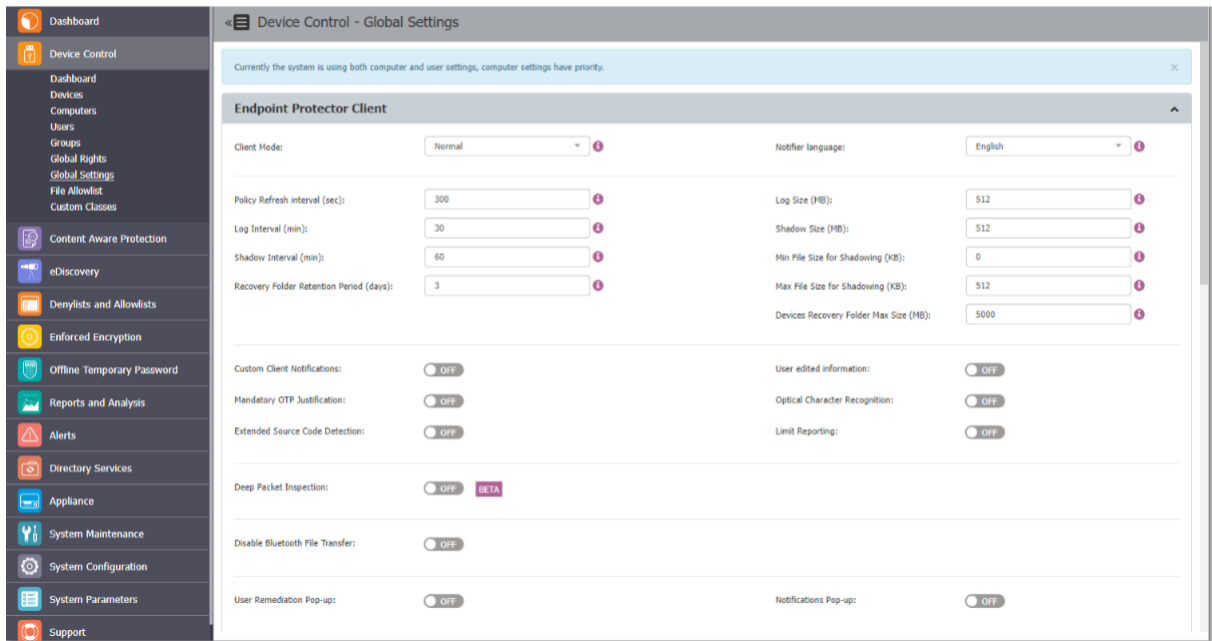 Dashboard
Device Control
Dashboard
Devices
Computers
Users
Groups
Global Rights
Global Settings
File Allowlist
Custom Classes
Content Aware Protection
eDiscovery
Denylists and Allowlists
Enforced Encryption
Offline Temporary Password
Reports and Analysis
Alerts
Directory Services
Appliance
System Maintenance
System Configuration
System Parameters
Support
Device Control - Global Settings
Currently the system is using both computer and user settings, computer settings have priority.
Endpoint Protector Client
Client Mode: Normal
Notifier language: English
Policy Refresh interval (sec): 300
Log Size (MB): 512
Log Interval (min): 30
Shadow Size (MB): 512
Shadow Interval (min): 60
Min File Size for Shadowing (KB): 0
Recovery Folder Retention Period (days): 3
Max File Size for Shadowing (KB): 512
Devices Recovery Folder Max Size (MB): 5000
Custom Client Notifications: OFF
User edited information: OFF
Mandatory OTP Justification: OFF
Optical Character Recognition: OFF
Extended Source Code Detection: OFF
Limit Reporting: OFF
Deep Packet Inspection: OFF BETA
Disable Bluetooth File Transfer: OFF
User Remediation Pop-up: OFF
Notifications Pop-up: OFF